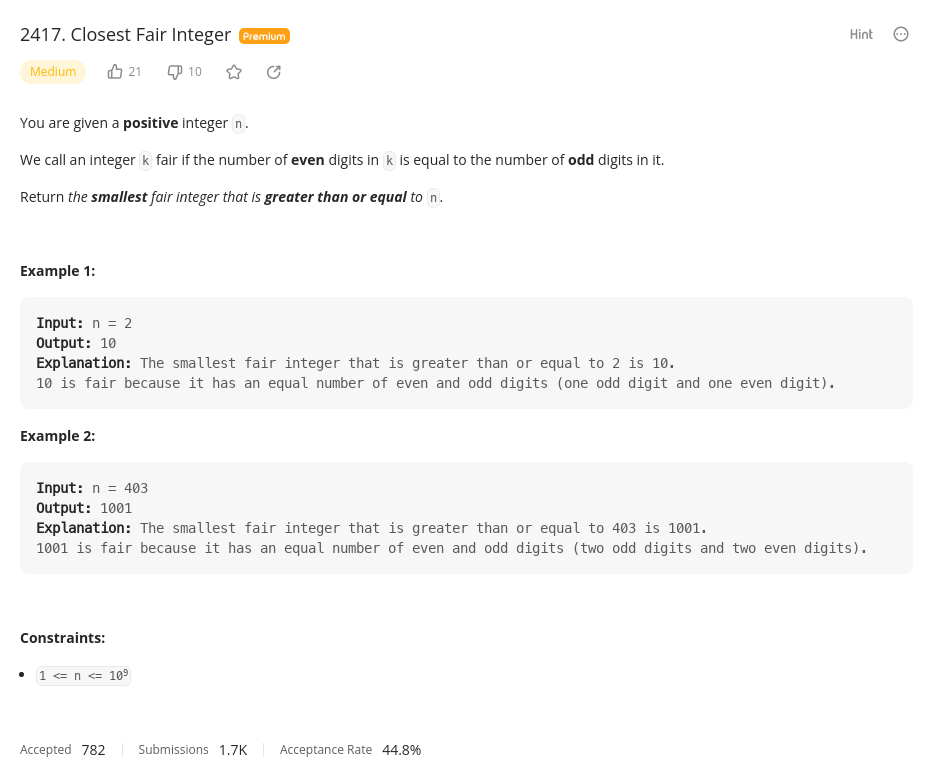 2417. Closest Fair Integer Premium Hint
Medium 21 10
You are given a positive integer n.
We call an integer k fair if the number of even digits in k is equal to the number of odd digits in it.
Return the smallest fair integer that is greater than or equal to n.
Example 1:
Input: n = 2
Output: 10
Explanation: The smallest fair integer that is greater than or equal to 2 is 10.
10 is fair because it has an equal number of even and odd digits (one odd digit and one even digit).
Example 2:
Input: n = 403
Output: 1001
Explanation: The smallest fair integer that is greater than or equal to 403 is 1001.
1001 is fair because it has an equal number of even and odd digits (two odd digits and two even digits).
Constraints:
• 1 <= n <= 10⁹
Accepted 782 Submissions 1.7K Acceptance Rate 44.8%